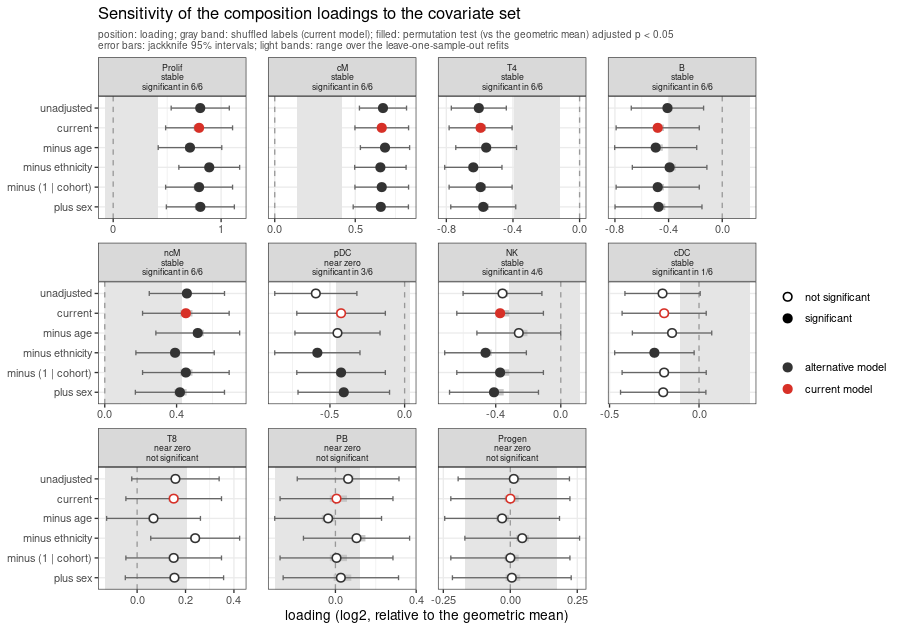 Sensitivity of the composition loadings to the covariate set
position: loading; gray band: shuffled labels (current model); filled: permutation test (vs the geometric mean) adjusted p < 0.05
error bars: jackknife 95% intervals; light bands: range over the leave-one-sample-out refits
Prolif
stable
significant in 6/6
cM
stable
significant in 6/6
T4
stable
significant in 6/6
B
stable
significant in 6/6
unadjusted
current
minus age
minus ethnicity
minus (1 | cohort)
plus sex
0 1
0.0 0.5
-0.8 -0.4 0.0
-0.8 -0.4 0.0
ncM
stable
significant in 6/6
pDC
near zero
significant in 3/6
NK
stable
significant in 4/6
cDC
stable
significant in 1/6
unadjusted
current
minus age
minus ethnicity
minus (1 | cohort)
plus sex
0.0 0.4
-0.5 0.0
-0.4 0.0
-0.5 0.0
not significant
significant
alternative model
current model
T8
near zero
not significant
PB
near zero
not significant
Progen
near zero
not significant
unadjusted
current
minus age
minus ethnicity
minus (1 | cohort)
plus sex
0.0 0.2 0.4
0.0 0.4
-0.25 0.00 0.25
loading (log2, relative to the geometric mean)